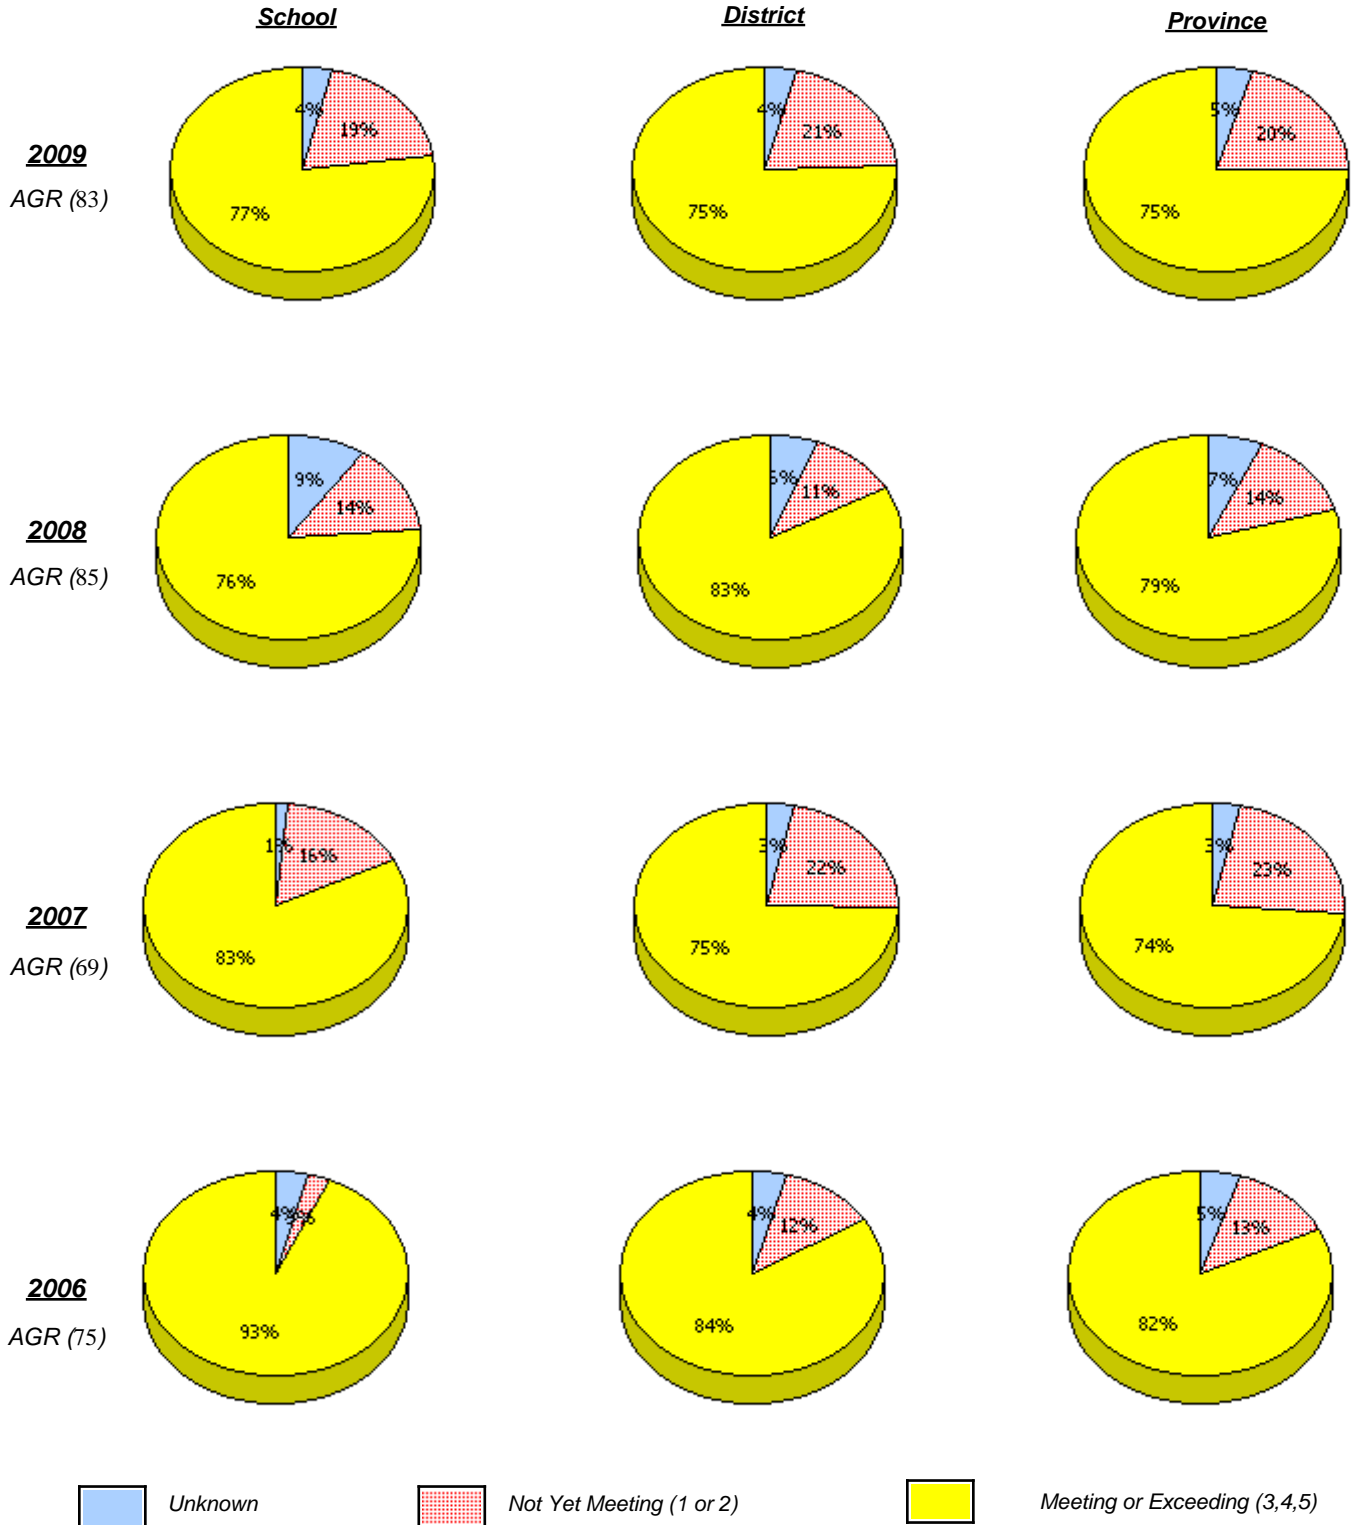 School District Province
4% 19% 77%
4% 21% 75%
5% 20% 75%
2009
AGR (83)
9% 14% 76%
11% 83%
7% 14% 79%
2008
AGR (85)
1% 16% 83%
3% 22% 75%
3% 23% 74%
2007
AGR (69)
4% 93%
4% 12% 84%
5% 13% 82%
2006
AGR (75)
Unknown Not Yet Meeting (1 or 2) Meeting or Exceeding (3,4,5)